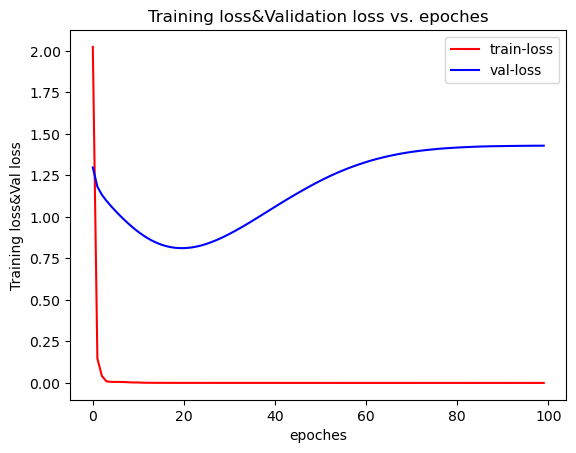 Training loss&Validation loss vs. epoches
train-loss
val-loss
Training loss&Val loss
2.00
1.75
1.50
1.25
1.00
0.75
0.50
0.25
0.00
0 20 40 60 80 100
epoches